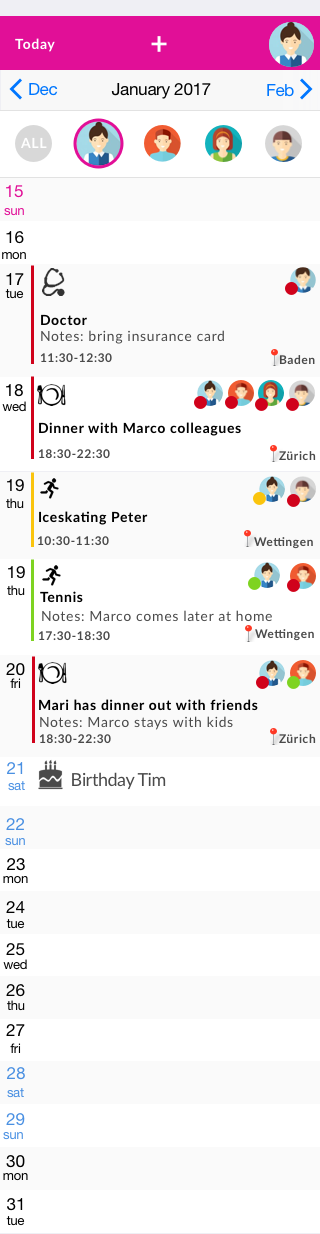 Today +
Dec January 2017 Feb
ALL
15
sun
16
mon
17
tue
Doctor
Notes: bring insurance card
11:30-12:30 Baden
18
wed
Dinner with Marco colleagues
18:30-22:30 Zürich
19
thu
Iceskating Peter
10:30-11:30 Wettingen
19
thu
Tennis
Notes: Marco comes later at home
17:30-18:30 Wettingen
20
fri
Mari has dinner out with friends
Notes: Marco stays with kids
18:30-22:30 Zürich
21
sat
Birthday Tim
22
sun
23
mon
24
tue
25
wed
26
thu
27
fri
28
sat
29
sun
30
mon
31
tue